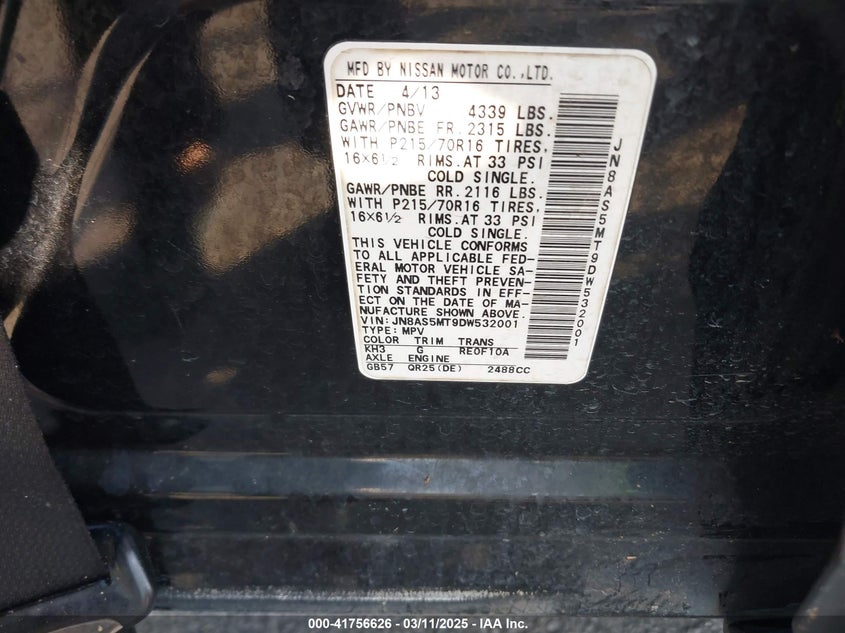 MFD BY NISSAN MOTOR CO.,LTD.
DATE 4/13
GVWR/PNBV 4339 LBS.
GAWR/PNBE FR.2315 LBS.
WITH P215/70R16 TIRES,
16×6½ RIMS.AT 33 PSI
COLD SINGLE.
GAWR/PNBE RR.2116 LBS.
WITH P215/70R16 TIRES,
16×6½ RIMS.AT 33 PSI
COLD SINGLE.
THIS VEHICLE CONFORMS
TO ALL APPLICABLE FED-
ERAL MOTOR VEHICLE SA-
FETY AND THEFT PREVEN-
TION STANDARDS IN EFF-
ECT ON THE DATE OF MA-
NUFACTURE SHOWN ABOVE.
VIN:JN8AS5MT9DW532001
TYPE:MPV
COLOR TRIM TRANS
KH3 G RE0F10A
AXLE ENGINE
GB57 QR25(DE) 2488CC
JN8AS5MT9DW532001
000-41756626 - 03/11/2025 - IAA Inc.